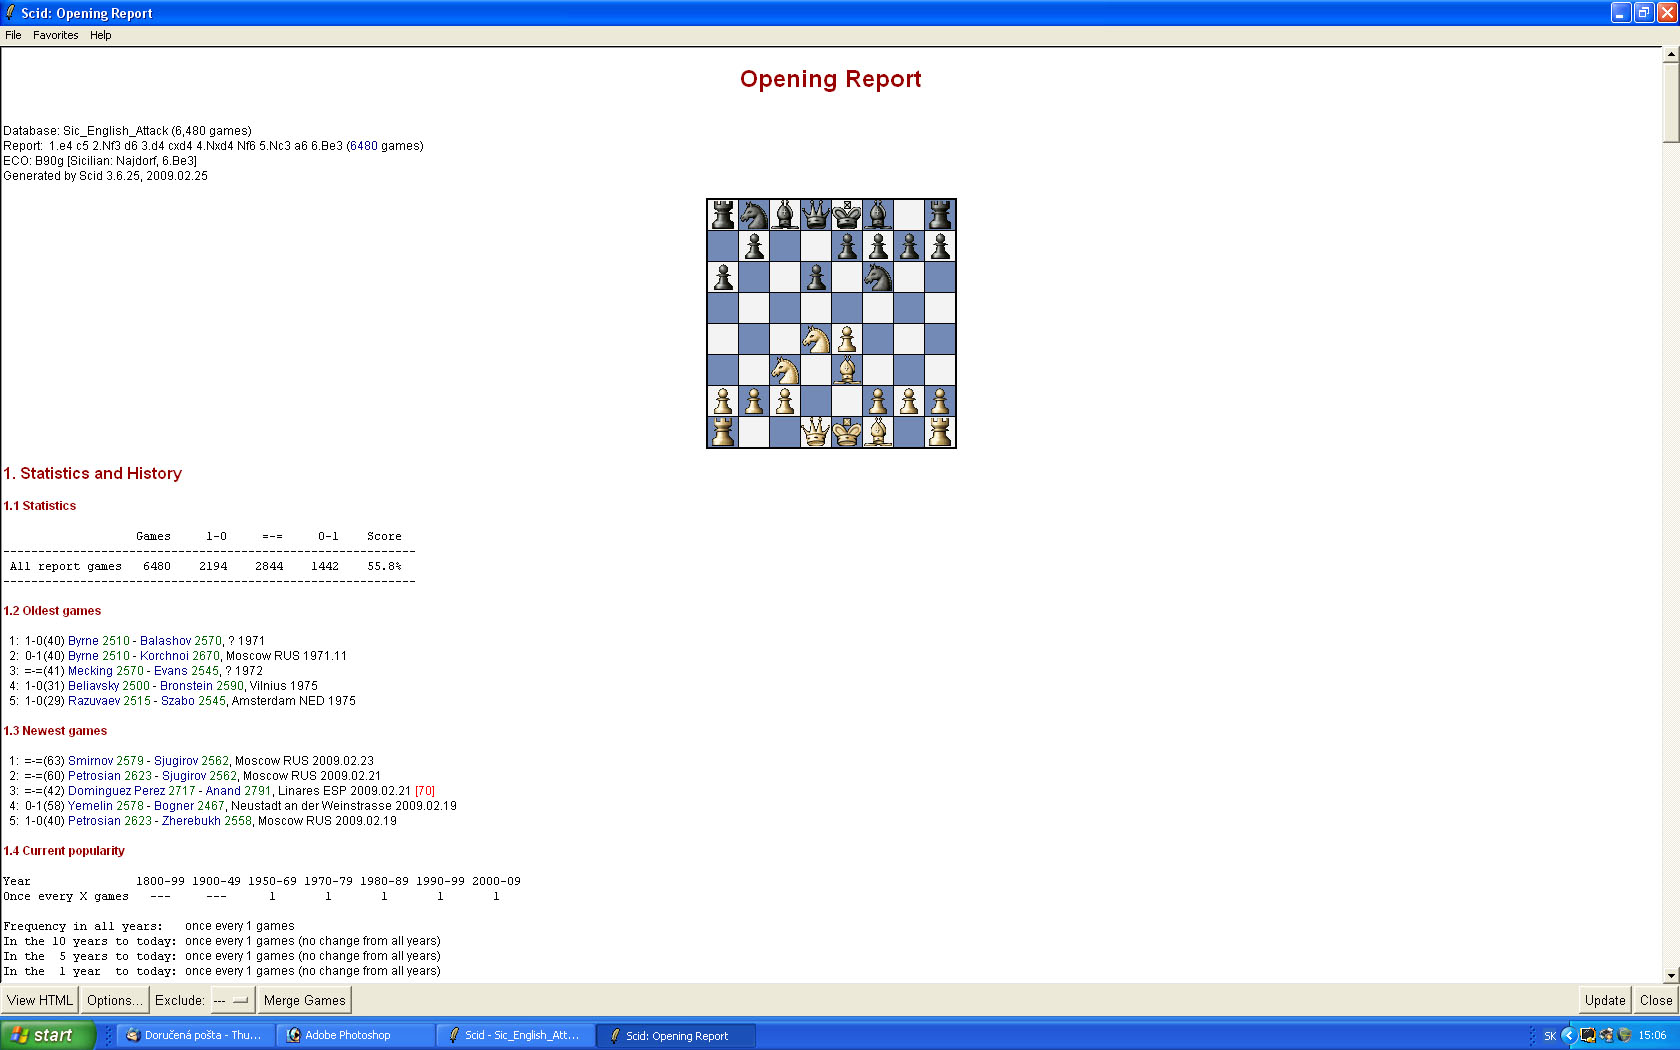 Scid: Opening Report
File Favorites Help
Opening Report
Database: Sic_English_Attack (6,480 games)
Report: 1.e4 c5 2.Nf3 d6 3.d4 cxd4 4.Nxd4 Nf6 5.Nc3 a6 6.Be3 (6480 games)
ECO: B90g [Sicilian: Najdorf, 6.Be3]
Generated by Scid 3.6.25, 2009.02.25
1. Statistics and History
1.1 Statistics
Games 1-0 =-= 0-1 Score
All report games 6480 2194 2844 1442 55.8%
1.2 Oldest games
1: 1-0(40) Byrne 2510 - Balashov 2570, ? 1971
2: 0-1(40) Byrne 2510 - Korchnoi 2670, Moscow RUS 1971.11
3: =-=(41) Mecking 2570 - Evans 2545, ? 1972
4: 1-0(31) Beliavsky 2500 - Bronstein 2590, Vilnius 1975
5: 1-0(29) Razuvaev 2515 - Szabo 2545, Amsterdam NED 1975
1.3 Newest games
1: =-=(63) Smirnov 2579 - Sjugirov 2562, Moscow RUS 2009.02.23
2: =-=(60) Petrosian 2623 - Sjugirov 2562, Moscow RUS 2009.02.21
3: =-=(42) Dominguez Perez 2717 - Anand 2791, Linares ESP 2009.02.21 [70]
4: 0-1(58) Yemelin 2578 - Bogner 2467, Neustadt an der Weinstrasse 2009.02.19
5: 1-0(40) Petrosian 2623 - Zherebukh 2558, Moscow RUS 2009.02.19
1.4 Current popularity
Year 1800-99 1900-49 1950-69 1970-79 1980-89 1990-99 2000-09
Once every X games --- --- 1 1 1 1 1
Frequency in all years: once every 1 games
In the 10 years to today: once every 1 games (no change from all years)
In the 5 years to today: once every 1 games (no change from all years)
In the 1 year to today: once every 1 games (no change from all years)
View HTML Options... Exclude: --- Merge Games Update Close
start Doručená pošta - Thu... Adobe Photoshop Scid - Sic_English_Att... Scid: Opening Report SK 15:06